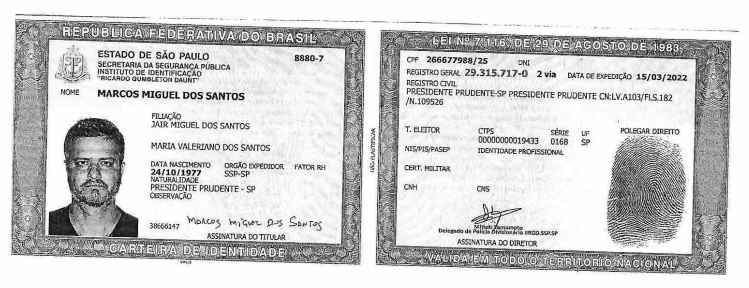 REPÚBLICA FEDERATIVA DO BRASIL
ESTADO DE SÃO PAULO 8880-7
SECRETARIA DA SEGURANÇA PÚBLICA
INSTITUTO DE IDENTIFICAÇÃO
"RICARDO GUMBLETON DAUNT"
NOME MARCOS MIGUEL DOS SANTOS
FILIAÇÃO
JAIR MIGUEL DOS SANTOS
MARIA VALERIANO DOS SANTOS
DATA NASCIMENTO ORGÃO EXPEDIDOR FATOR RH
24/10/1977 SSP-SP
NATURALIDADE
PRESIDENTE PRUDENTE - SP
OBSERVAÇÃO
38666147 Marcos Miguel Dos Santos
ASSINATURA DO TITULAR
CARTEIRA DE IDENTIDADE
NÃO PLASTIFICAR
LEI Nº 7.116, DE 29 DE AGOSTO DE 1983
CPF 266677988/25 DNI
REGISTRO GERAL 29.315.717-0 2 via DATA DE EXPEDIÇÃO 15/03/2022
REGISTRO CIVIL
PRESIDENTE PRUDENTE-SP PRESIDENTE PRUDENTE CN:LV.A103/FLS.182
/N.109526
T. ELEITOR CTPS SÉRIE UF POLEGAR DIREITO
00000000019433 0168 SP
NIS/PIS/PASEP IDENTIDADE PROFISSIONAL
CERT. MILITAR
CNH CNS
Mitiaki Yamamoto
Delegado de Polícia Divisionário IIRGD.SSP.SP
ASSINATURA DO DIRETOR
VÁLIDA EM TODO O TERRITÓRIO NACIONAL